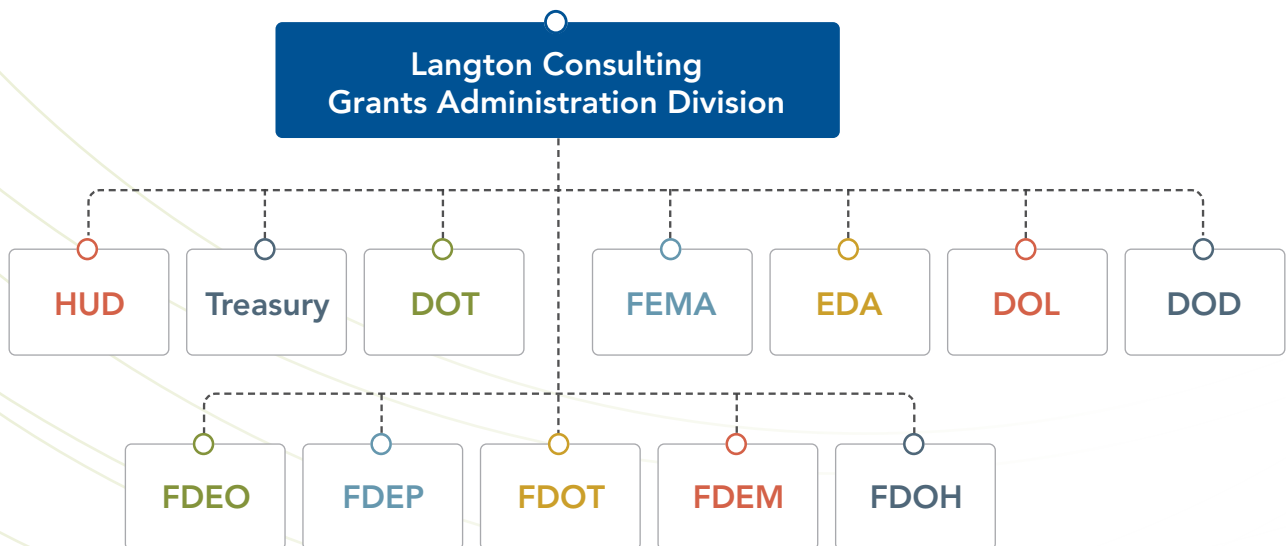 Langton Consulting
Grants Administration Division
HUD
Treasury
DOT
FEMA
EDA
DOL
DOD
FDEO
FDEP
FDOT
FDEM
FDOH